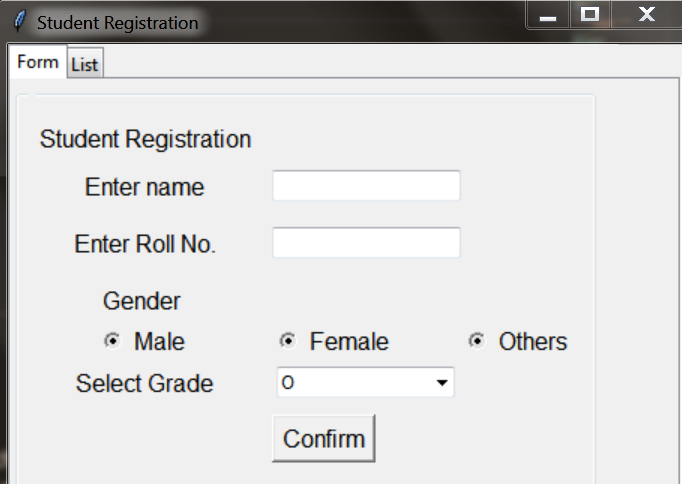 Student Registration
Form List
Student Registration
Enter name
Enter Roll No.
Gender
Male Female Others
Select Grade O
Confirm